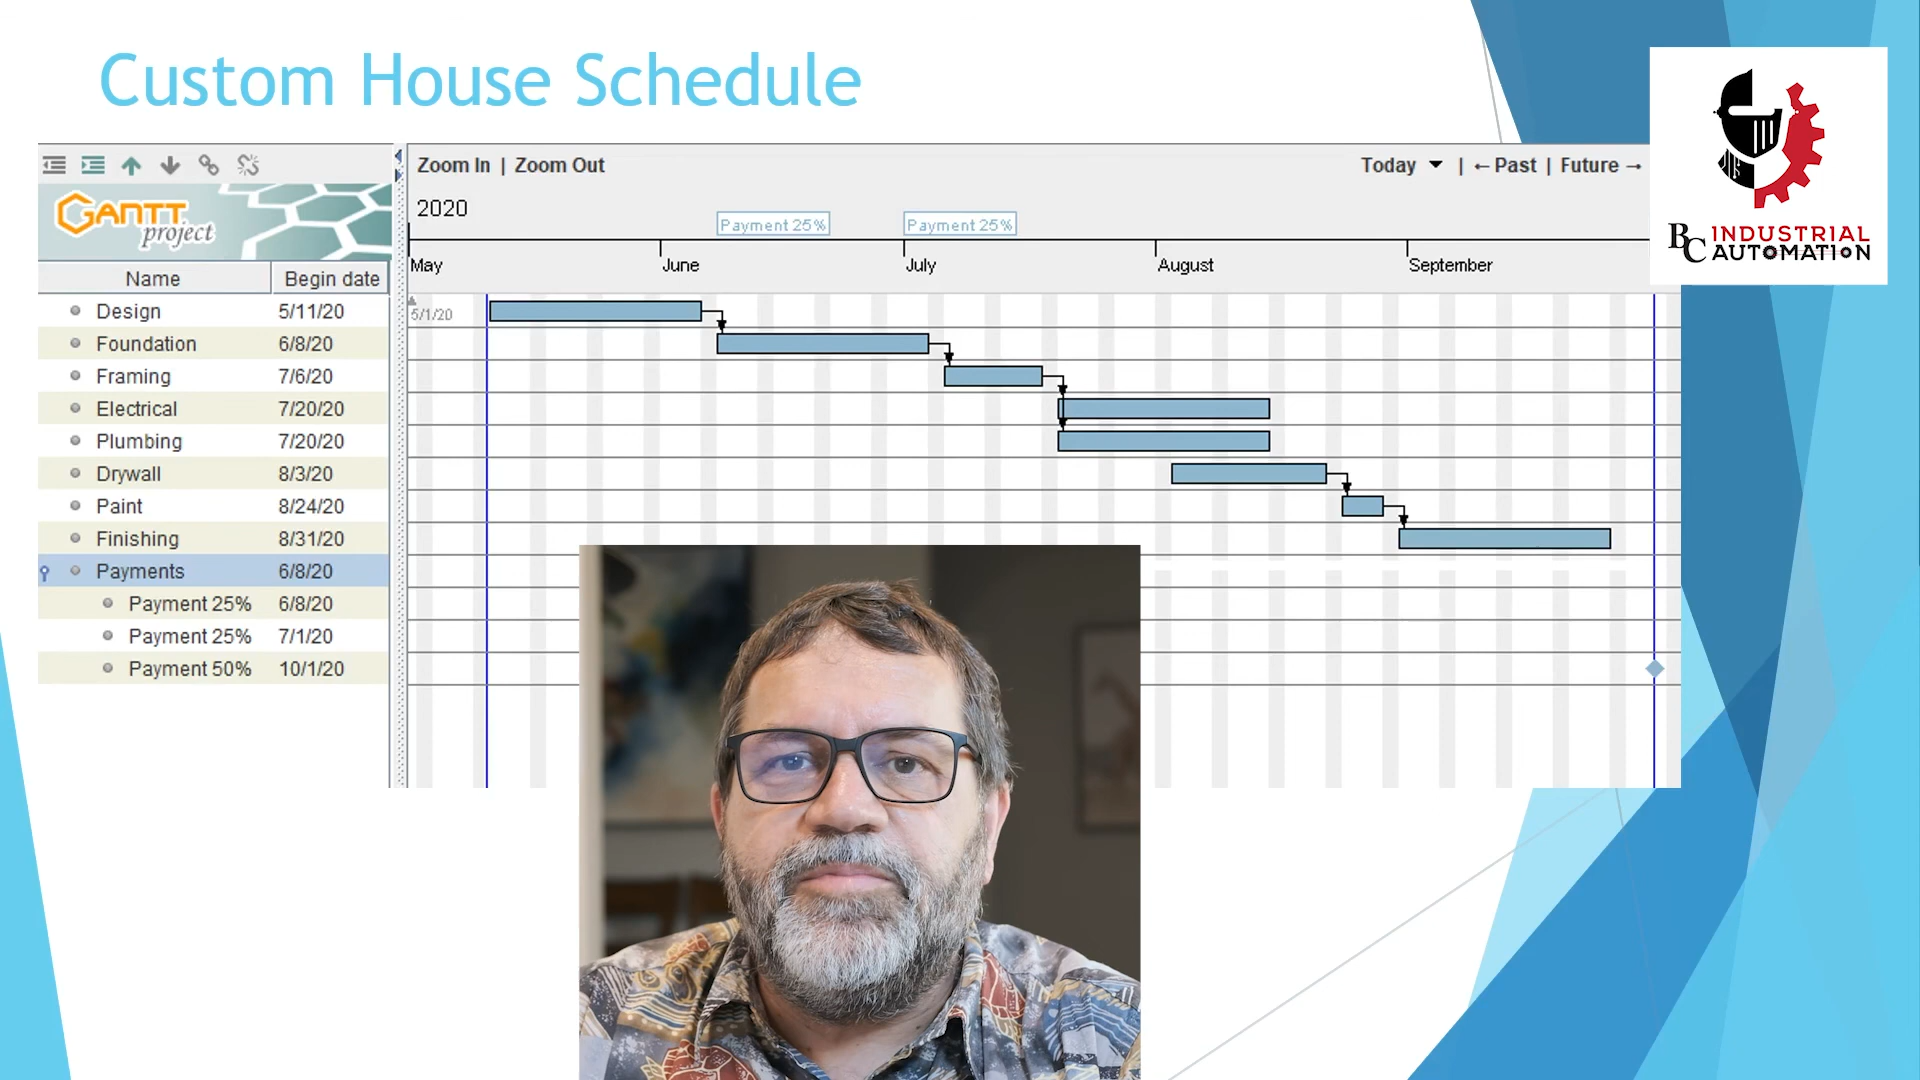 Custom House Schedule
Zoom In | Zoom Out
Today | ←Past | Future →
2020
Payment 25% Payment 25%
May June July August September
5/1/20
GANTT
project
Name Begin date
Design 5/11/20
Foundation 6/8/20
Framing 7/6/20
Electrical 7/20/20
Plumbing 7/20/20
Drywall 8/3/20
Paint 8/24/20
Finishing 8/31/20
Payments 6/8/20
Payment 25% 6/8/20
Payment 25% 7/1/20
Payment 50% 10/1/20
BC INDUSTRIAL
AUTOMATION